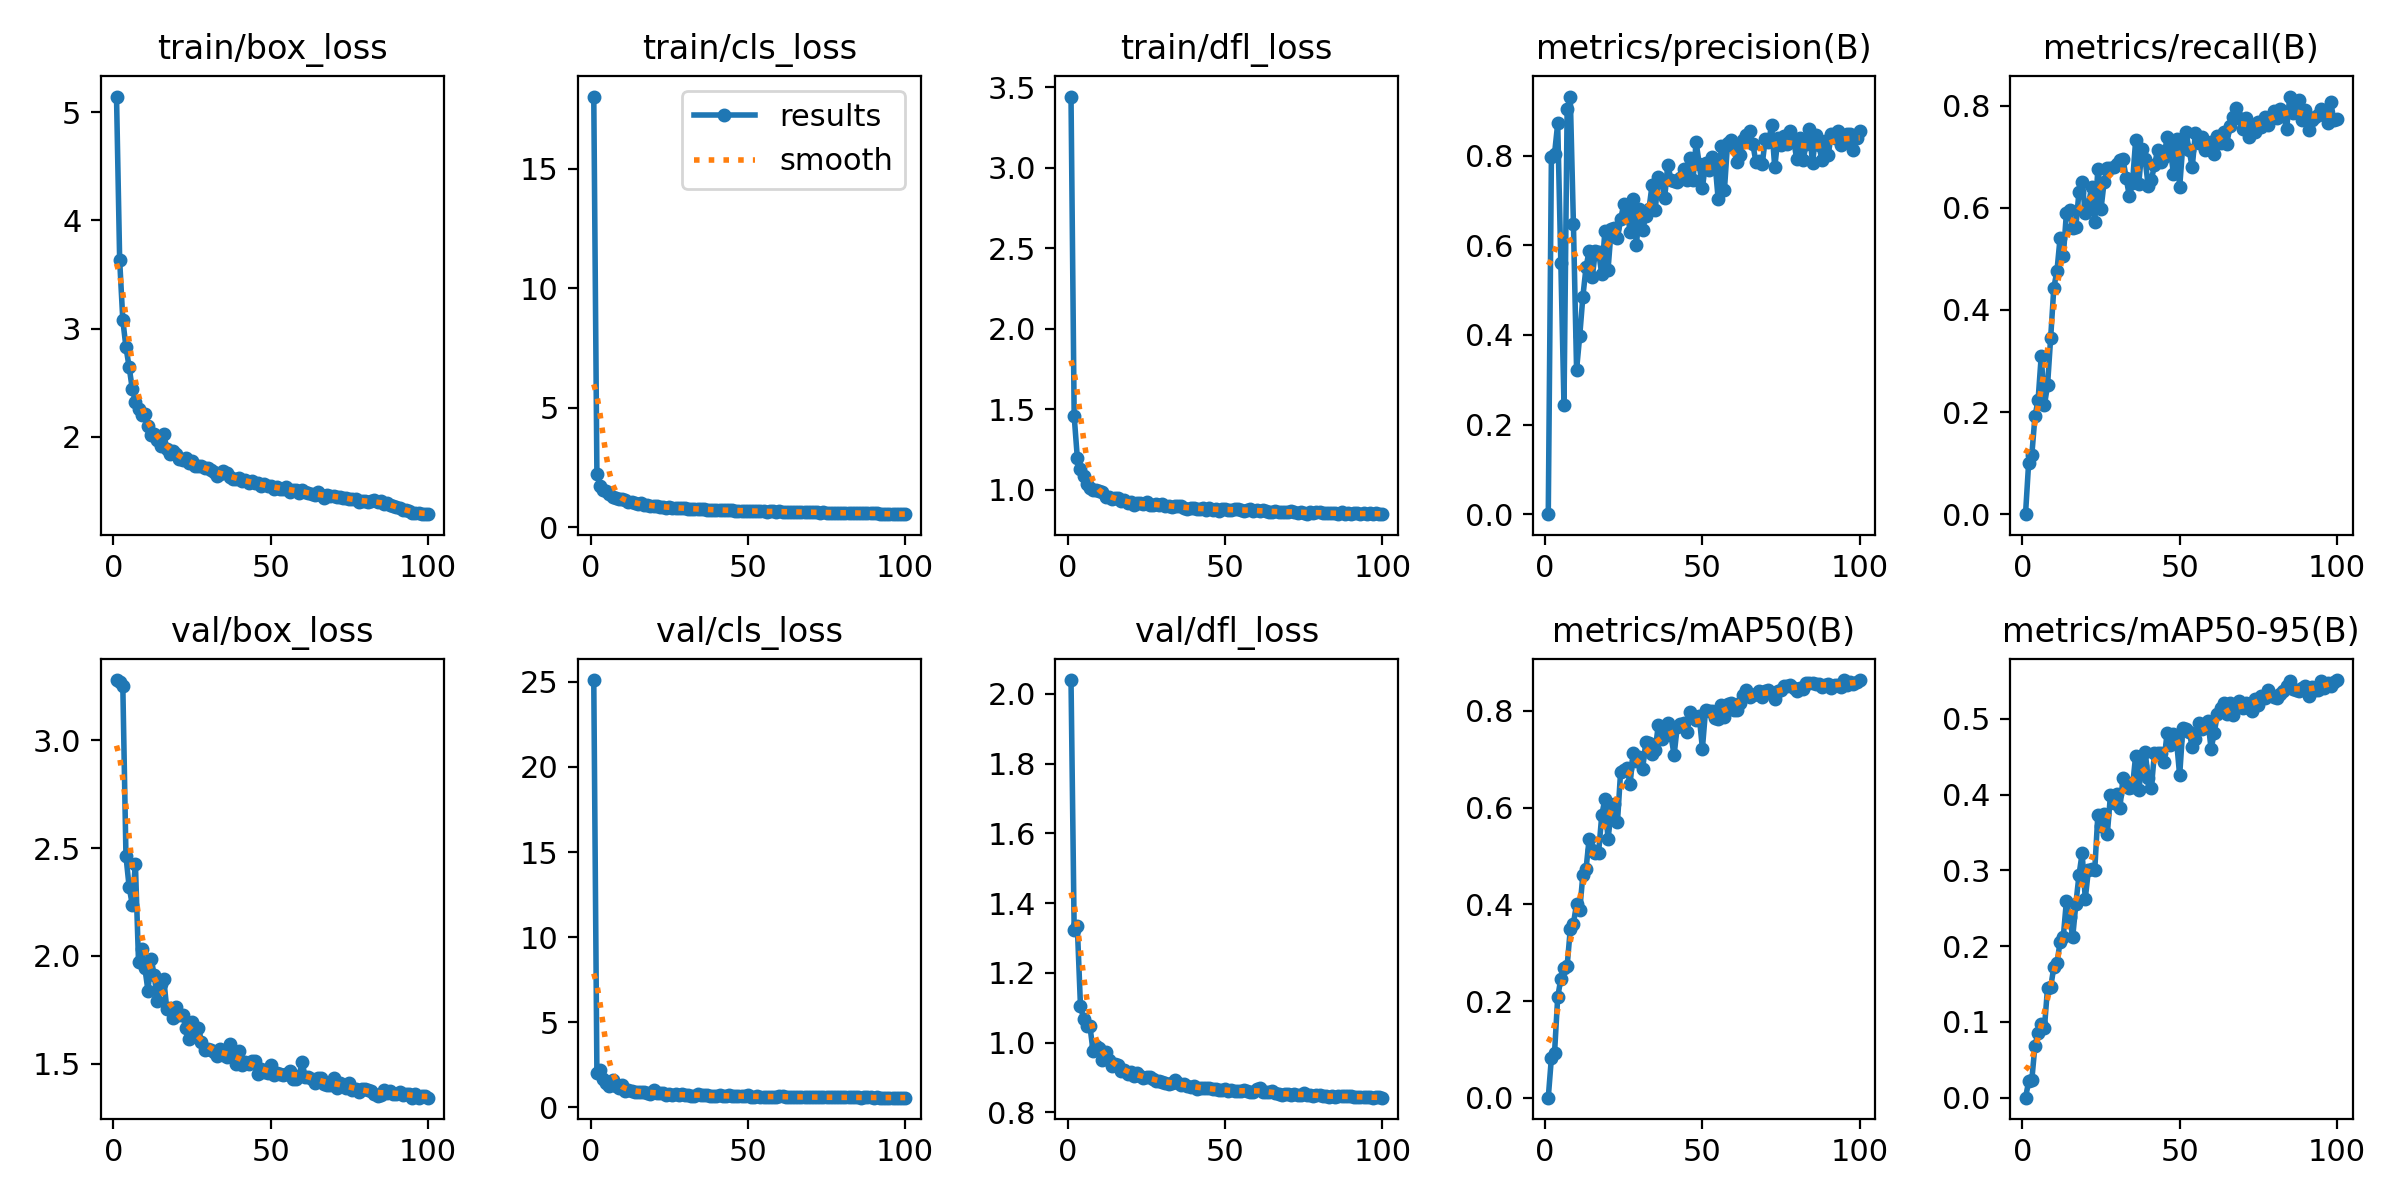 train/box_loss
train/cls_loss
train/dfl_loss
metrics/precision(B)
metrics/recall(B)
results
smooth
5
4
3
2
0 50 100
15
10
5
0
0 50 100
3.5
3.0
2.5
2.0
1.5
1.0
0 50 100
0.8
0.6
0.4
0.2
0.0
0 50 100
0.8
0.6
0.4
0.2
0.0
0 50 100
val/box_loss
val/cls_loss
val/dfl_loss
metrics/mAP50(B)
metrics/mAP50-95(B)
3.0
2.5
2.0
1.5
0 50 100
25
20
15
10
5
0
0 50 100
2.0
1.8
1.6
1.4
1.2
1.0
0.8
0 50 100
0.8
0.6
0.4
0.2
0.0
0 50 100
0.5
0.4
0.3
0.2
0.1
0.0
0 50 100